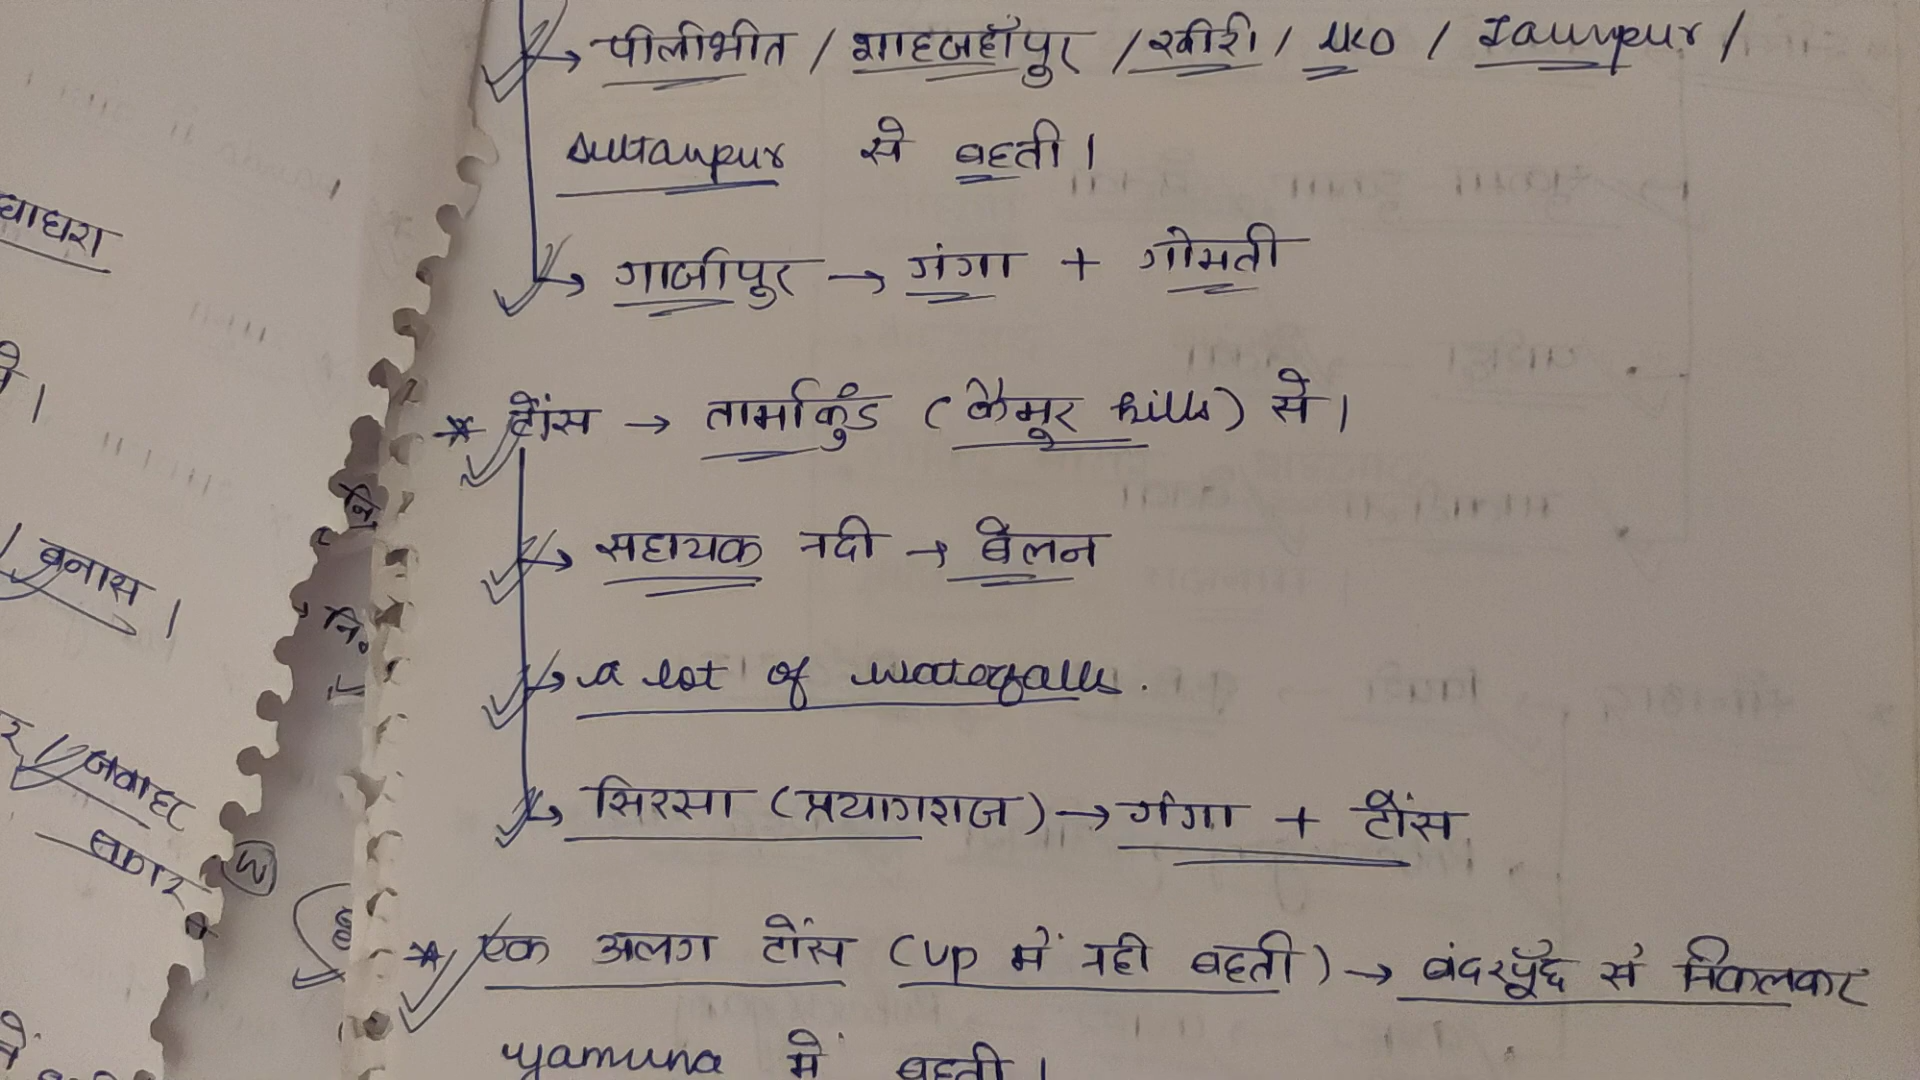 → पीलीभीत / शाहजहाँपुर / खीरी / LKO / Jaunpur /
Sultanpur से बहती।
→ गाजीपुर → गंगा + गोमती
* टोंस → तामाकुंड (कैमूर hills) से।
→ सहायक नदी → बेलन
→ a lot of waterfalls.
→ सिरसा (प्रयागराज) → गंगा + टोंस
* एक अलग टोंस (UP में नही बहती) → बंदरपूँछ से निकलकर
yamuna में बहती।
घाघरा
बनास।